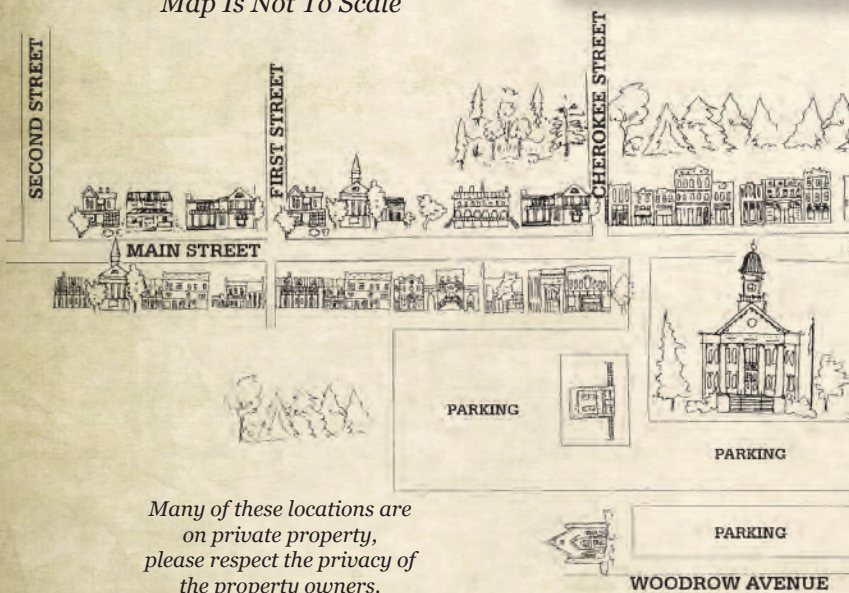 Map Is Not To Scale
SECOND STREET
FIRST STREET
CHEROKEE STREET
MAIN STREET
PARKING
PARKING
PARKING
Many of these locations are
on private property,
please respect the privacy of
the property owners.
WOODROW AVENUE